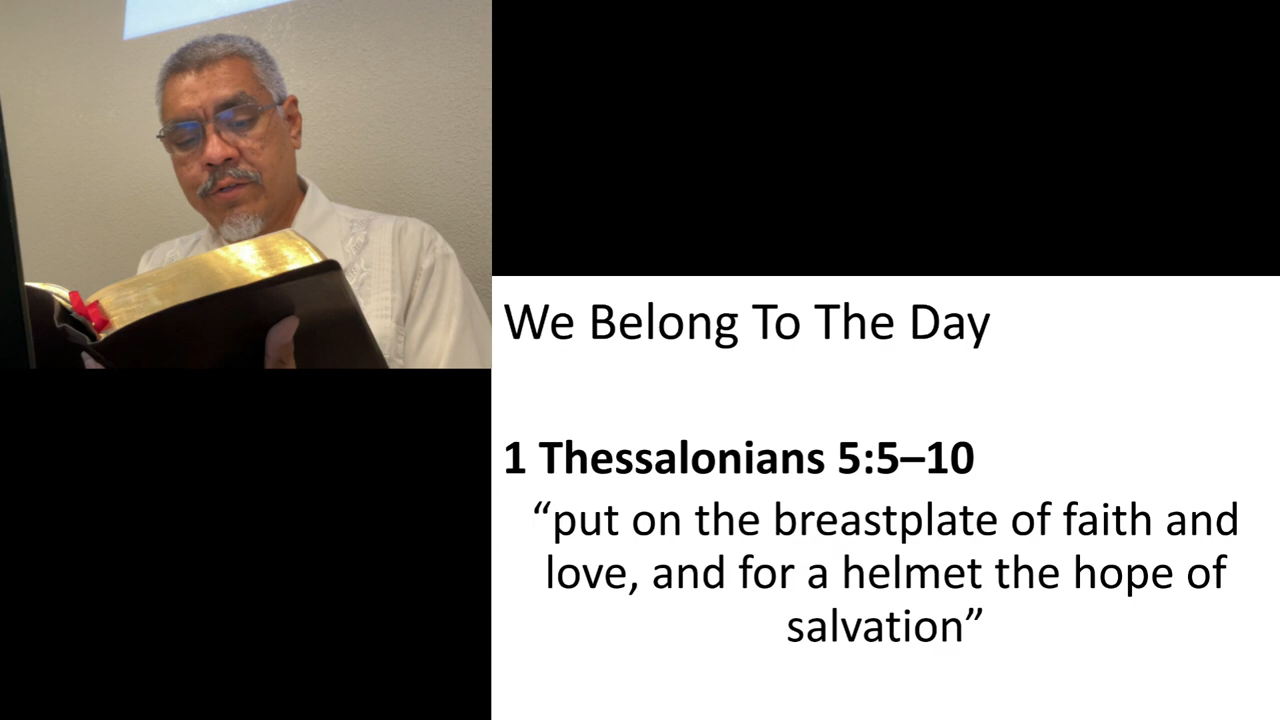 We Belong To The Day
1 Thessalonians 5:5–10
“put on the breastplate of faith and
love, and for a helmet the hope of
salvation”